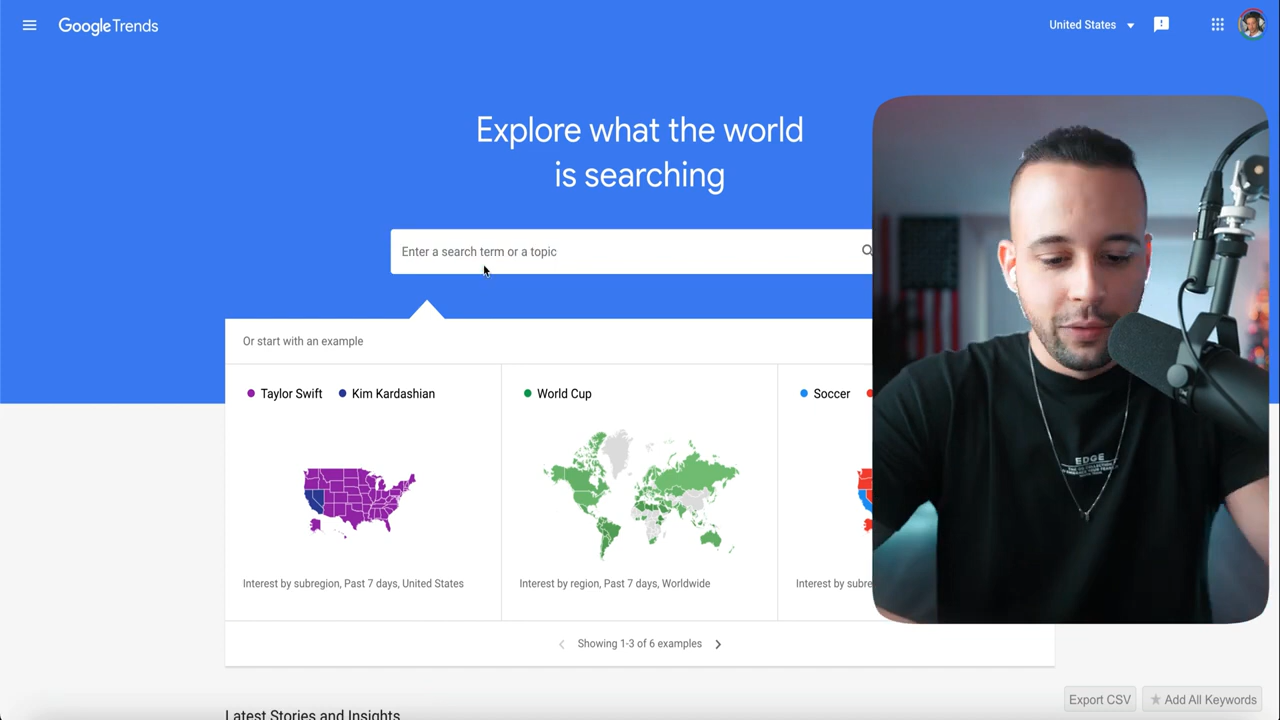 Google Trends
United States
Explore what the world
is searching
Enter a search term or a topic
Or start with an example
Taylor Swift
Kim Kardashian
World Cup
Soccer
Interest by subregion, Past 7 days, United States
Interest by region, Past 7 days, Worldwide
Interest by subre
Showing 1-3 of 6 examples
EDGE
Export CSV
Add All Keywords
Latest Stories and Insights